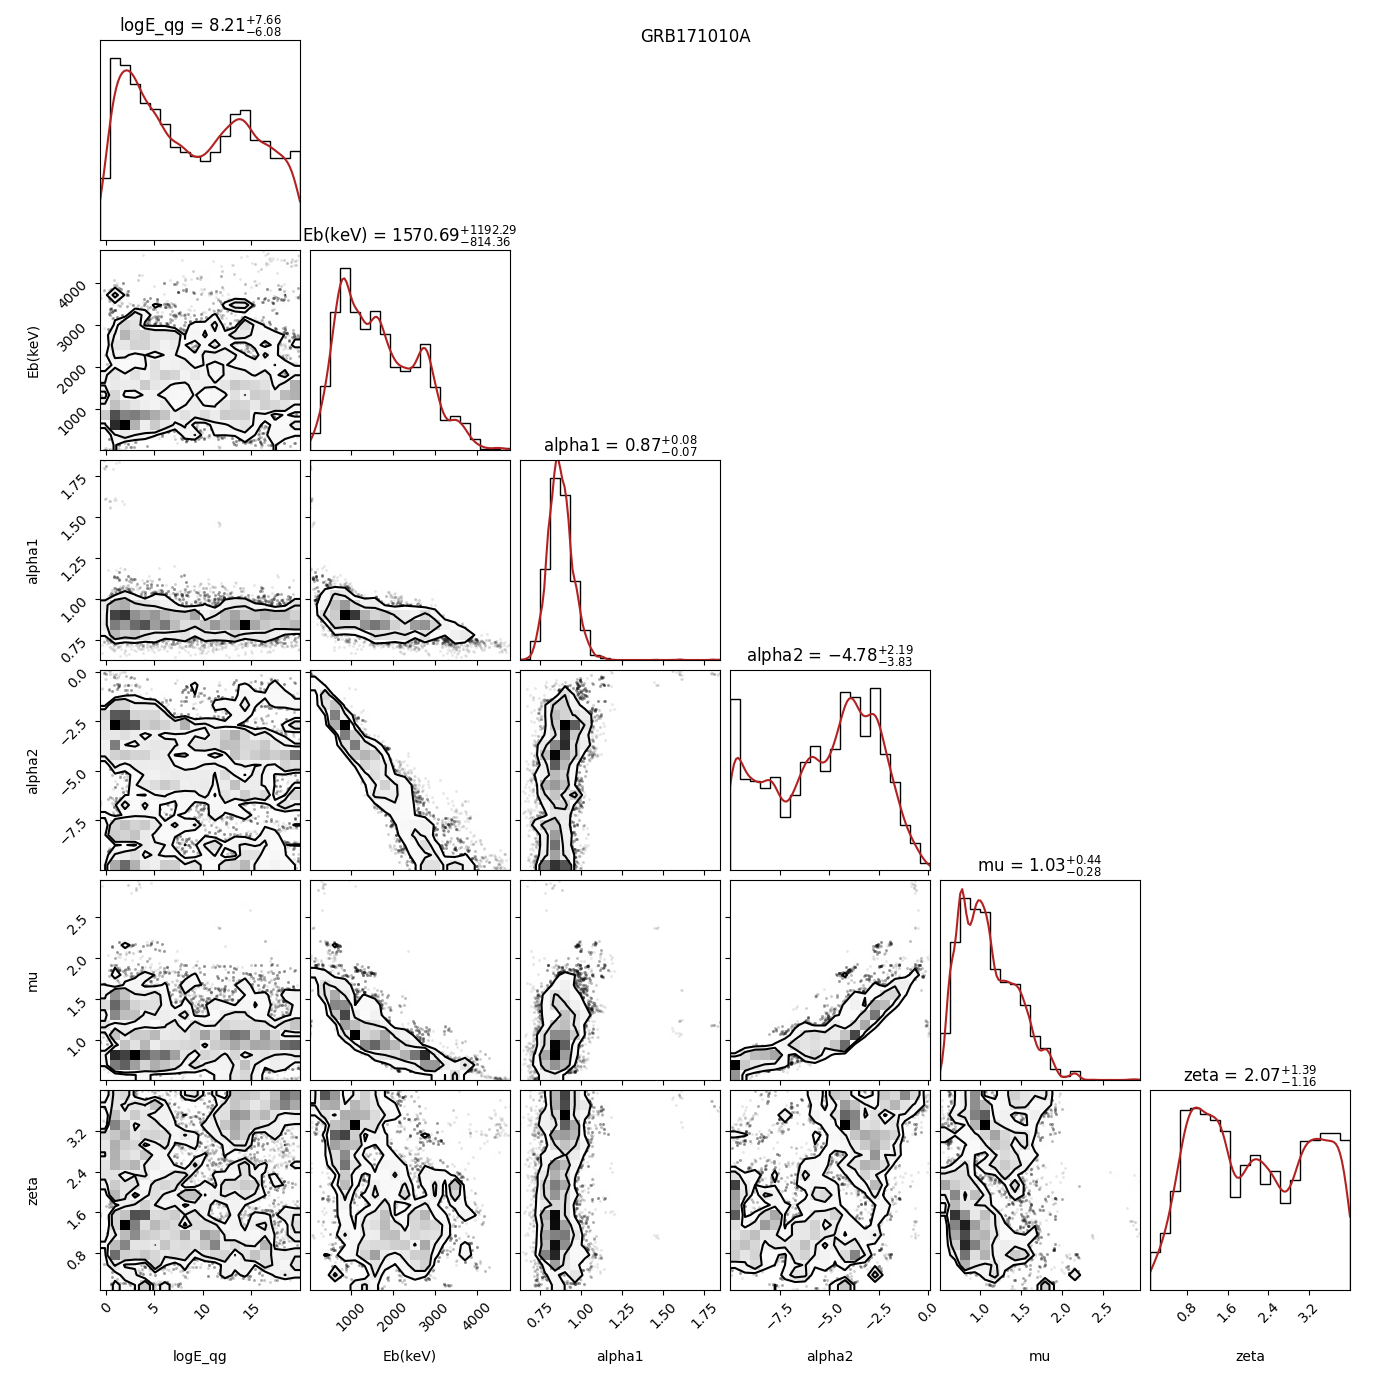 GRB171010A
logE_qg = 8.21+7.66 −6.08
Eb(keV) = 1570.69+1192.29 −814.36
4000
3000
2000
1000
Eb(keV)
alpha1 = 0.87+0.08 −0.07
1.75
1.50
1.25
1.00
0.75
alpha1
alpha2 = −4.78+2.19 −3.83
0.0
−2.5
−5.0
−7.5
alpha2
mu = 1.03+0.44 −0.28
2.5
2.0
1.5
1.0
mu
zeta = 2.07+1.39 −1.16
3.2
2.4
1.6
0.8
zeta
0 5 10 15
1000 2000 3000 4000
0.75 1.00 1.25 1.50 1.75
−7.5 −5.0 −2.5 0.0
1.0 1.5 2.0 2.5
0.8 1.6 2.4 3.2
logE_qg
Eb(keV)
alpha1
alpha2
mu
zeta